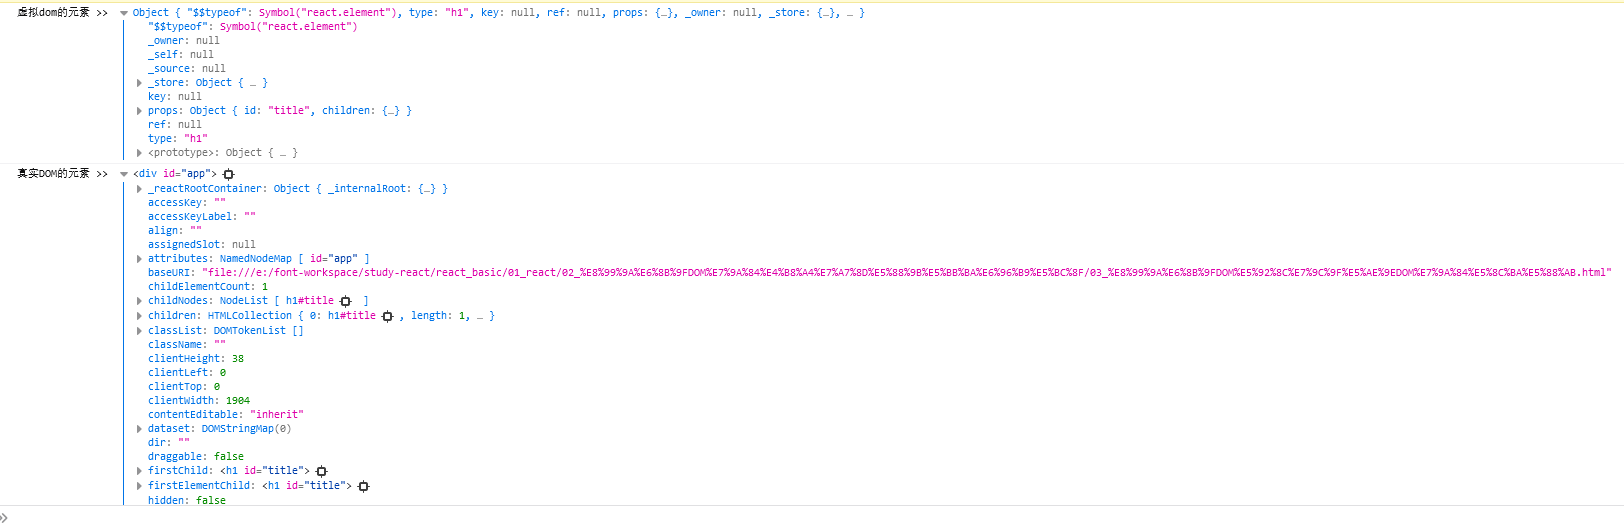 虚拟dom的元素 >> Object { "$$typeof": Symbol("react.element"), type: "h1", key: null, ref: null, props: {…}, _owner: null, _store: {…}, … }
"$$typeof": Symbol("react.element")
_owner: null
_self: null
_source: null
_store: Object { … }
key: null
props: Object { id: "title", children: {…} }
ref: null
type: "h1"
<prototype>: Object { … }
真实DOM的元素 >> <div id="app">
_reactRootContainer: Object { _internalRoot: {…} }
accessKey: ""
accessKeyLabel: ""
align: ""
assignedSlot: null
attributes: NamedNodeMap [ id="app" ]
baseURI: "file:///e:/font-workspace/study-react/react_basic/01_react/02_%E8%99%9A%E6%8B%9FDOM%E7%9A%84%E4%B8%A4%E7%A7%8D%E5%88%9B%E5%BB%BA%E6%96%B9%E5%BC%8F/03_%E8%99%9A%E6%8B%9FDOM%E5%92%8C%E7%9C%9F%E5%AE%9EDOM%E7%9A%84%E5%8C%BA%E5%88%AB.html"
childElementCount: 1
childNodes: NodeList [ h1#title ]
children: HTMLCollection { 0: h1#title , length: 1, … }
classList: DOMTokenList []
className: ""
clientHeight: 38
clientLeft: 0
clientTop: 0
clientWidth: 1904
contentEditable: "inherit"
dataset: DOMStringMap(0)
dir: ""
draggable: false
firstChild: <h1 id="title">
firstElementChild: <h1 id="title">
hidden: false